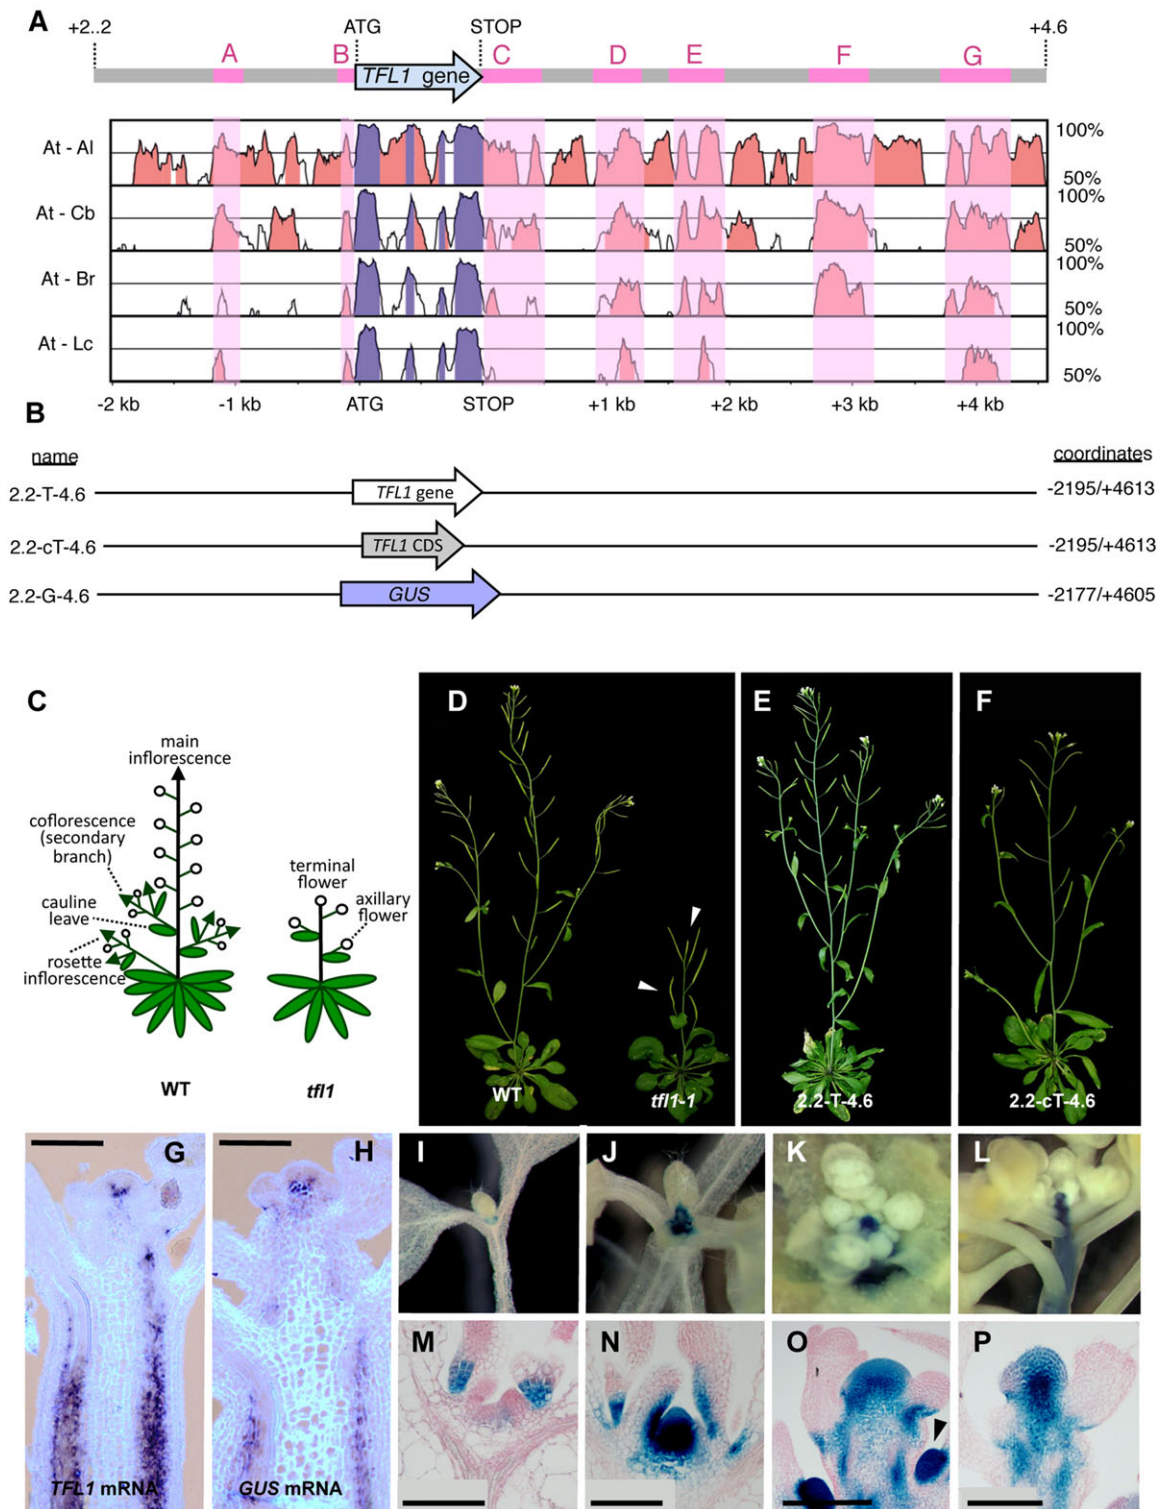 A
+2..2
ATG
STOP
+4.6
A
B
C
D
E
F
G
TFL1 gene
At - Al
100%
50%
At - Cb
100%
50%
At - Br
100%
50%
At - Lc
100%
50%
-2 kb
-1 kb
ATG
STOP
+1 kb
+2 kb
+3 kb
+4 kb
B
name
coordinates
2.2-T-4.6
TFL1 gene
-2195/+4613
2.2-cT-4.6
TFL1 CDS
-2195/+4613
2.2-G-4.6
GUS
-2177/+4605
C
main
inflorescence
coflorescence
(secondary
branch)
cauline
leave
rosette
inflorescence
terminal
flower
axillary
flower
WT
tfl1
D
WT
tfl1-1
E
2.2-T-4.6
F
2.2-cT-4.6
G
TFL1 mRNA
H
GUS mRNA
I
J
K
L
M
N
O
P